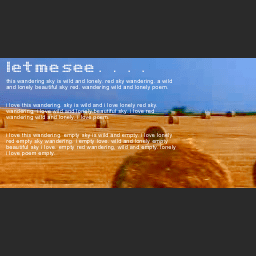 let me see. . . .
this wandering sky is wild and lonely. red sky wandering. a wild
and lonely beautiful sky red. wandering wild and lonely poem.
i love this wandering. sky is wild and i love lonely red sky.
wandering. i love wild and lonely beautiful sky. i love red
wandering wild and lonely. i love poem.
i love this wandering. empty sky is wild and empty. i love lonely
red empty sky wandering. i empty love. wild and lonely empty
beautiful sky i love. empty red wandering, wild and empty. lonely
i love poem empty.